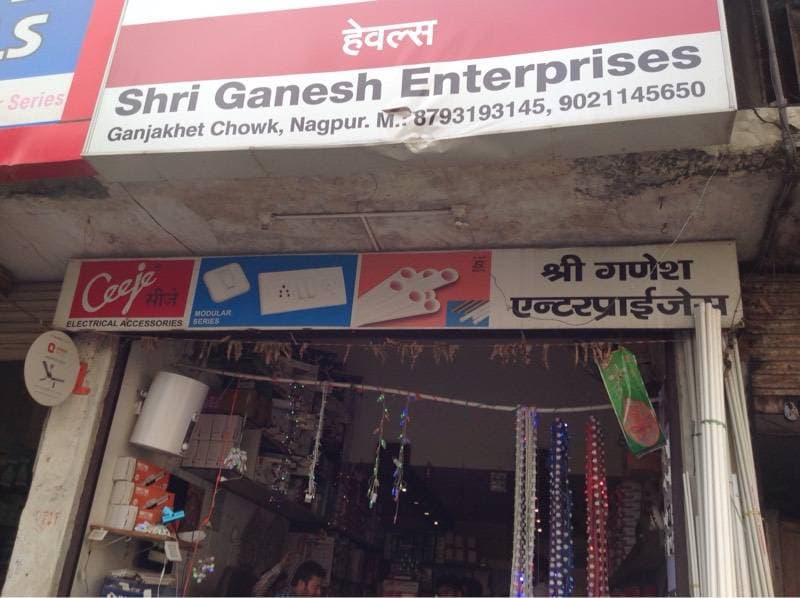 LS
Series
हेवल्स
Shri Ganesh Enterprises
Ganjakhet Chowk, Nagpur. M.: 8793193145, 9021145650
Ceeje
सीजे
ELECTRICAL ACCESSORIES
MODULAR
SERIES
श्री गणेश
एन्टरप्राईजेस